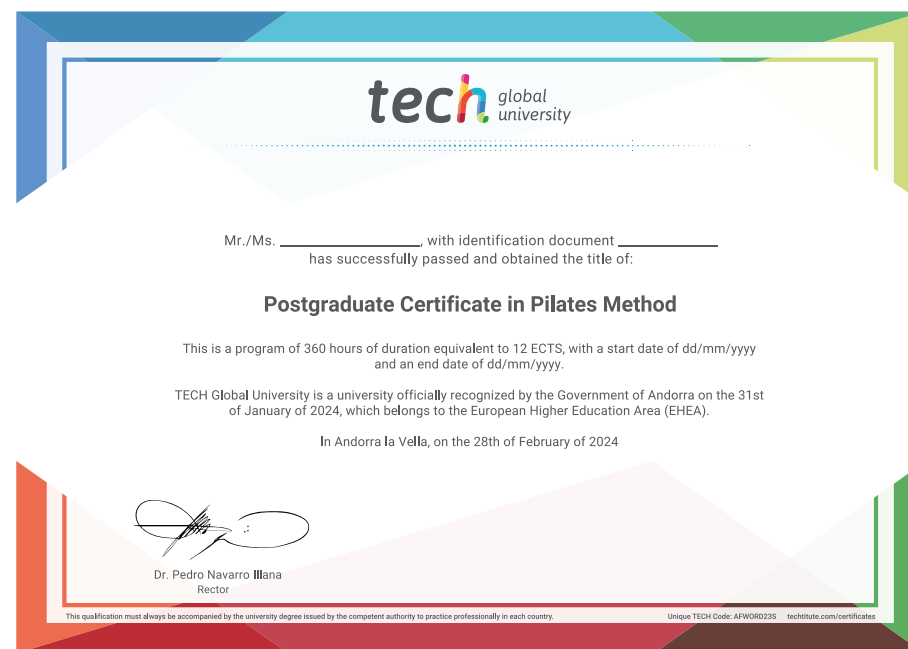 tech global
university
Mr./Ms. ____________________, with identification document ______________
has successfully passed and obtained the title of:
Postgraduate Certificate in Pilates Method
This is a program of 360 hours of duration equivalent to 12 ECTS, with a start date of dd/mm/yyyy
and an end date of dd/mm/yyyy.
TECH Global University is a university officially recognized by the Government of Andorra on the 31st
of January of 2024, which belongs to the European Higher Education Area (EHEA).
In Andorra la Vella, on the 28th of February of 2024
Dr. Pedro Navarro Illana
Rector
This qualification must always be accompanied by the university degree issued by the competent authority to practice professionally in each country.
Unique TECH Code: AFWORD23S techtitute.com/certificates